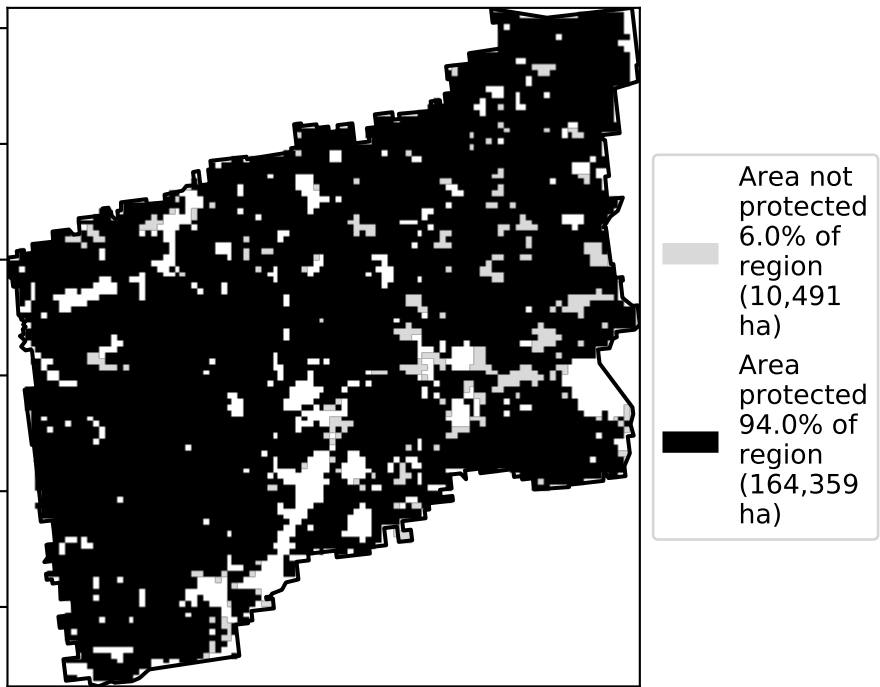 Area not
protected
6.0% of
region
(10,491
ha)
Area
protected
94.0% of
region
(164,359
ha)